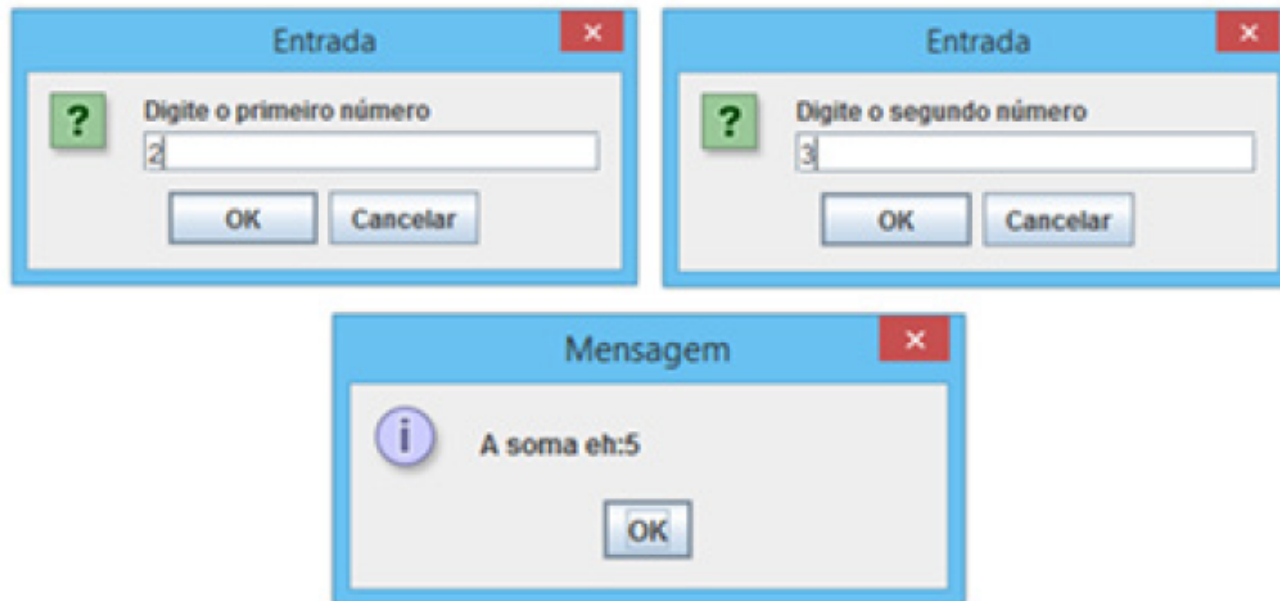 Entrada
?
Digite o primeiro número
2
OK Cancelar
Entrada
?
Digite o segundo número
3
OK Cancelar
Mensagem
i
A soma eh:5
OK